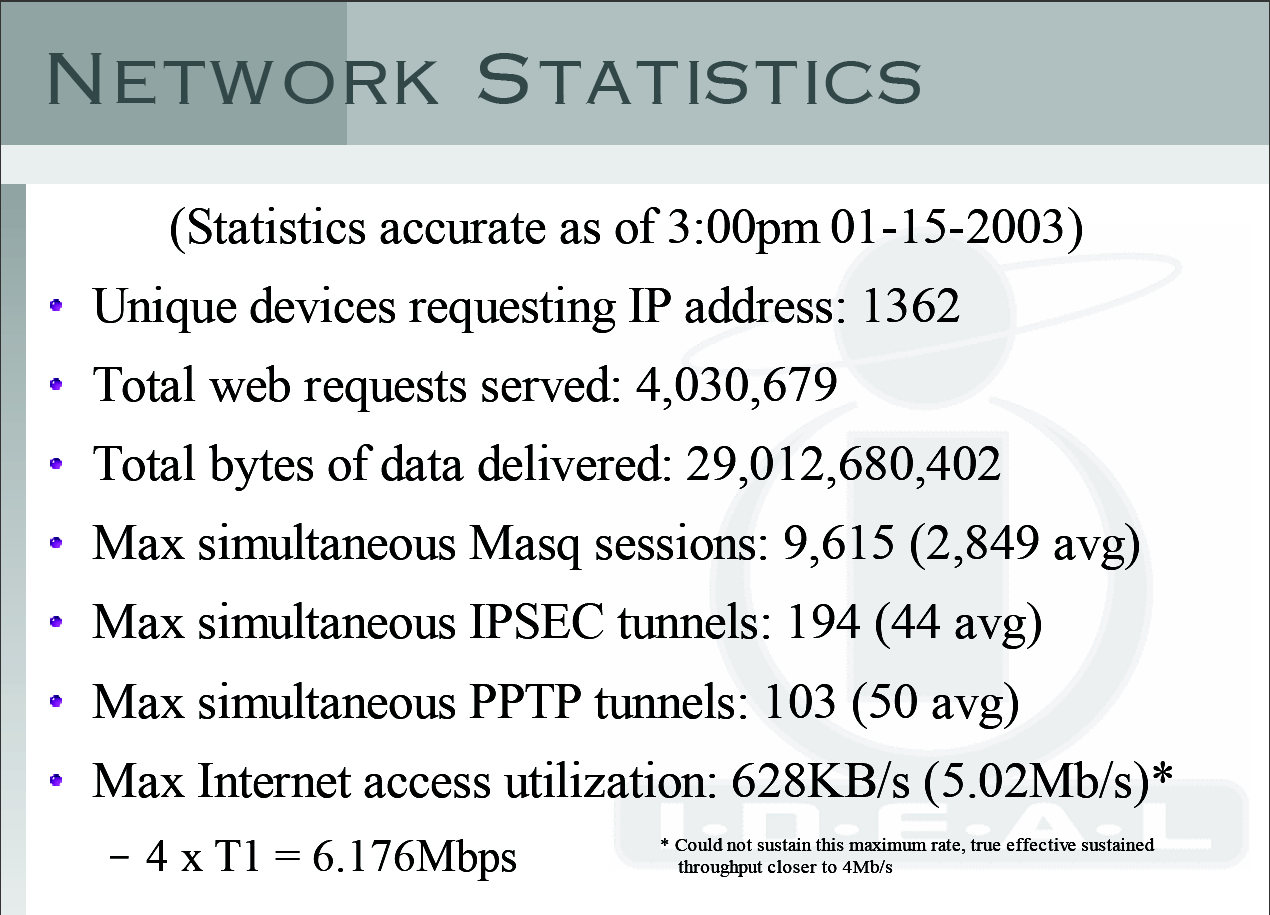 NETWORK STATISTICS
(Statistics accurate as of 3:00pm 01-15-2003)
• Unique devices requesting IP address: 1362
• Total web requests served: 4,030,679
• Total bytes of data delivered: 29,012,680,402
• Max simultaneous Masq sessions: 9,615 (2,849 avg)
• Max simultaneous IPSEC tunnels: 194 (44 avg)
• Max simultaneous PPTP tunnels: 103 (50 avg)
• Max Internet access utilization: 628KB/s (5.02Mb/s)*
– 4 x T1 = 6.176Mbps
* Could not sustain this maximum rate, true effective sustained
throughput closer to 4Mb/s
I·D·E·A·L